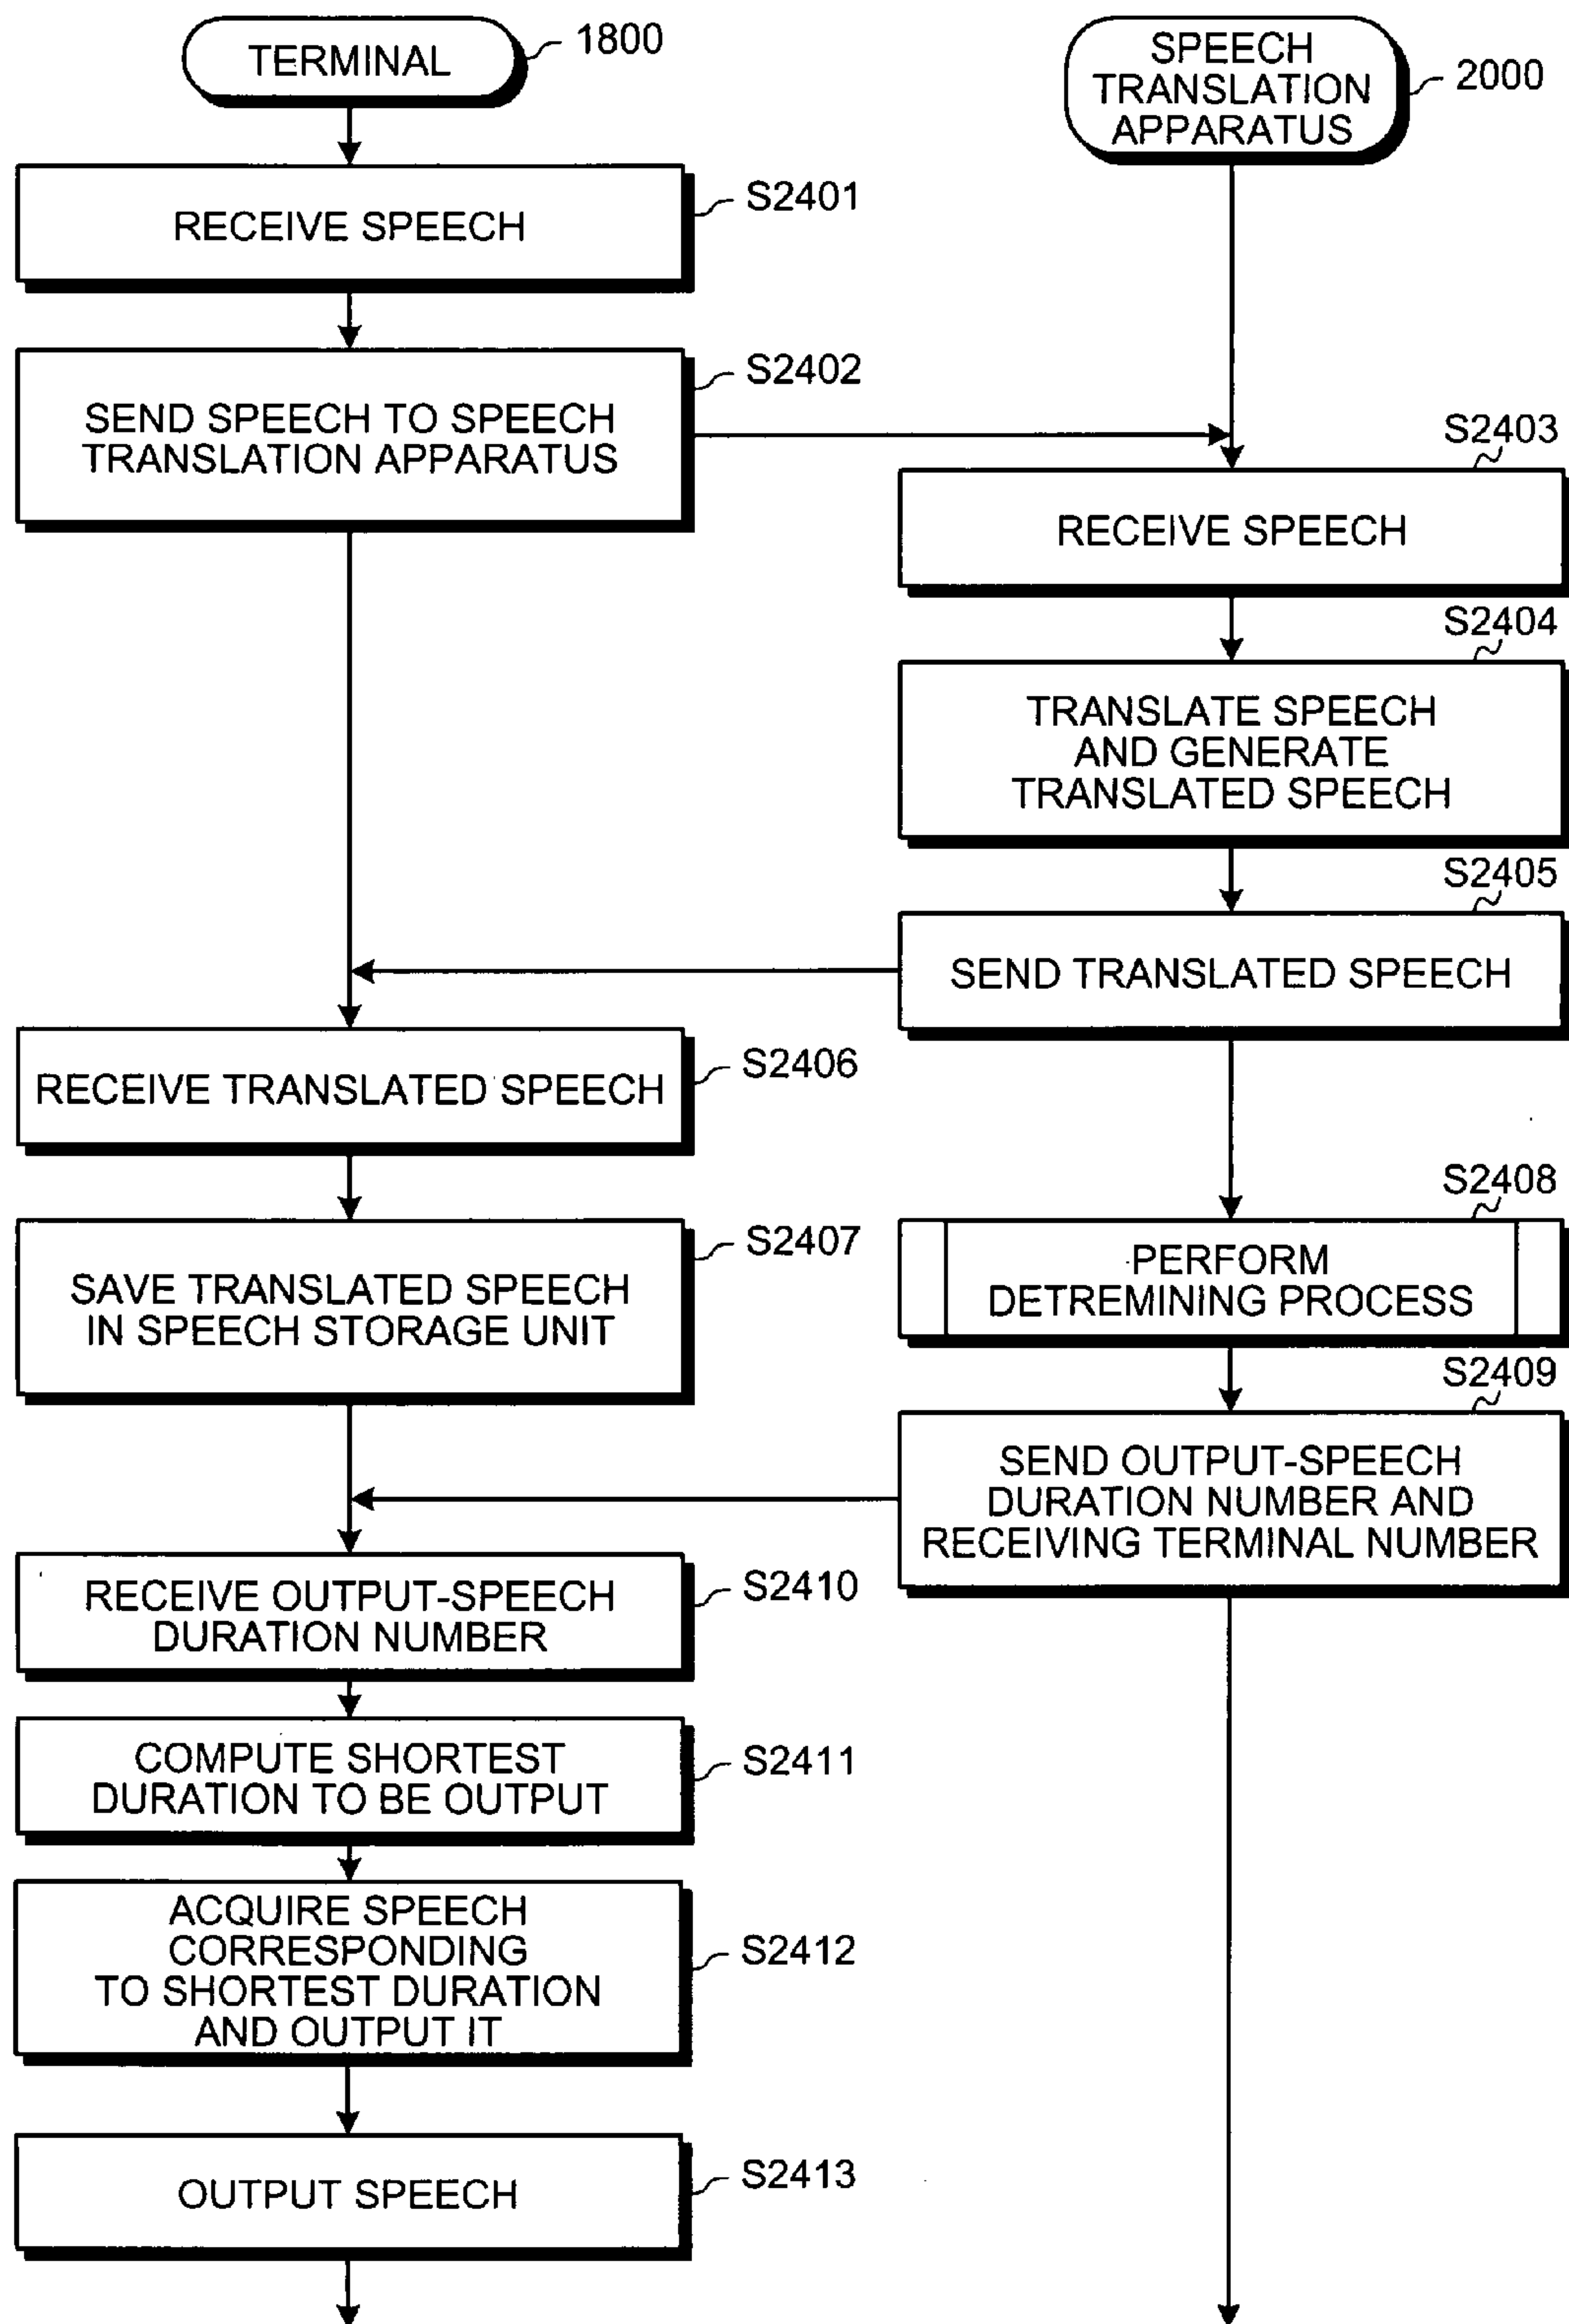 TERMINAL
1800
SPEECH
TRANSLATION
APPARATUS
2000
S2401
RECEIVE SPEECH
S2402
SEND SPEECH TO SPEECH
TRANSLATION APPARATUS
S2403
RECEIVE SPEECH
S2404
TRANSLATE SPEECH
AND GENERATE
TRANSLATED SPEECH
S2405
SEND TRANSLATED SPEECH
S2406
RECEIVE TRANSLATED SPEECH
S2407
SAVE TRANSLATED SPEECH
IN SPEECH STORAGE UNIT
S2408
PERFORM
DETREMINING PROCESS
S2409
SEND OUTPUT-SPEECH
DURATION NUMBER AND
RECEIVING TERMINAL NUMBER
S2410
RECEIVE OUTPUT-SPEECH
DURATION NUMBER
S2411
COMPUTE SHORTEST
DURATION TO BE OUTPUT
S2412
ACQUIRE SPEECH
CORRESPONDING
TO SHORTEST DURATION
AND OUTPUT IT
S2413
OUTPUT SPEECH